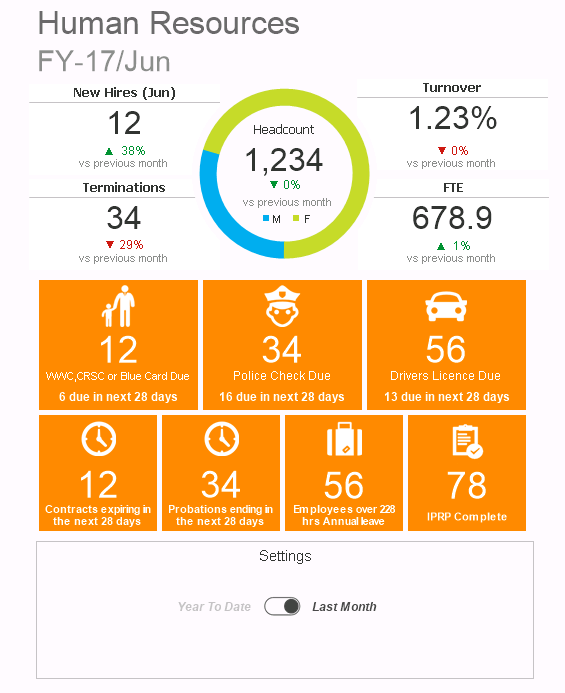 Human Resources
FY-17/Jun
New Hires (Jun)
12
▲ 38%
vs previous month
Terminations
34
▼ 29%
vs previous month
Headcount
1,234
▼ 0%
vs previous month
M F
Turnover
1.23%
▼ 0%
vs previous month
FTE
678.9
▲ 1%
vs previous month
12
WWC,CRSC or Blue Card Due
6 due in next 28 days
34
Police Check Due
16 due in next 28 days
56
Drivers Licence Due
13 due in next 28 days
12
Contracts expiring in
the next 28 days
34
Probations ending in
the next 28 days
56
Employees over 228
hrs Annual leave
78
IPRP Complete
Settings
Year To Date Last Month